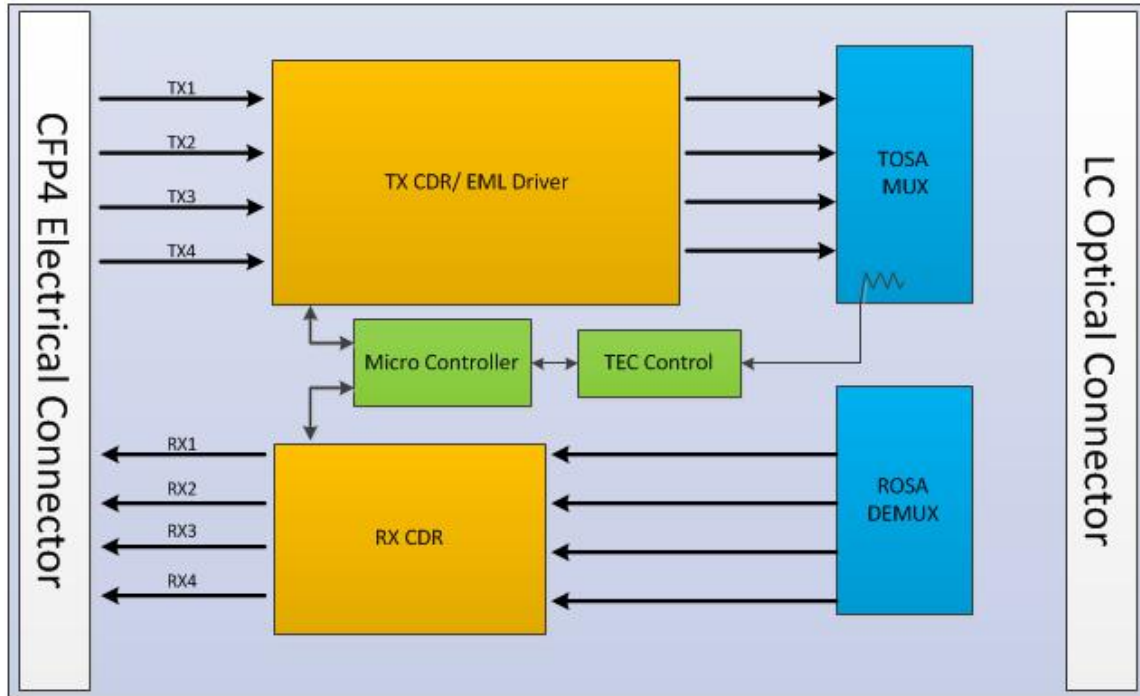 CFP4 Electrical Connector
TX1
TX2
TX3
TX4
TX CDR/ EML Driver
TOSA
MUX
LC Optical Connector
Micro Controller
TEC Control
RX1
RX2
RX3
RX4
RX CDR
ROSA
DEMUX